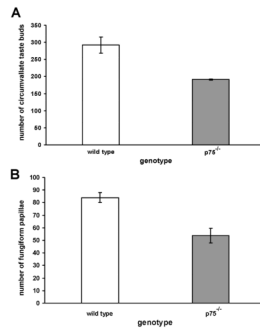 A
number of circumvallate taste buds
350
300
250
200
150
100
50
0
wild type p75-/-
genotype
B
number of fungiform papillae
100
90
80
70
60
50
40
30
20
10
0
wild type p75-/-
genotype